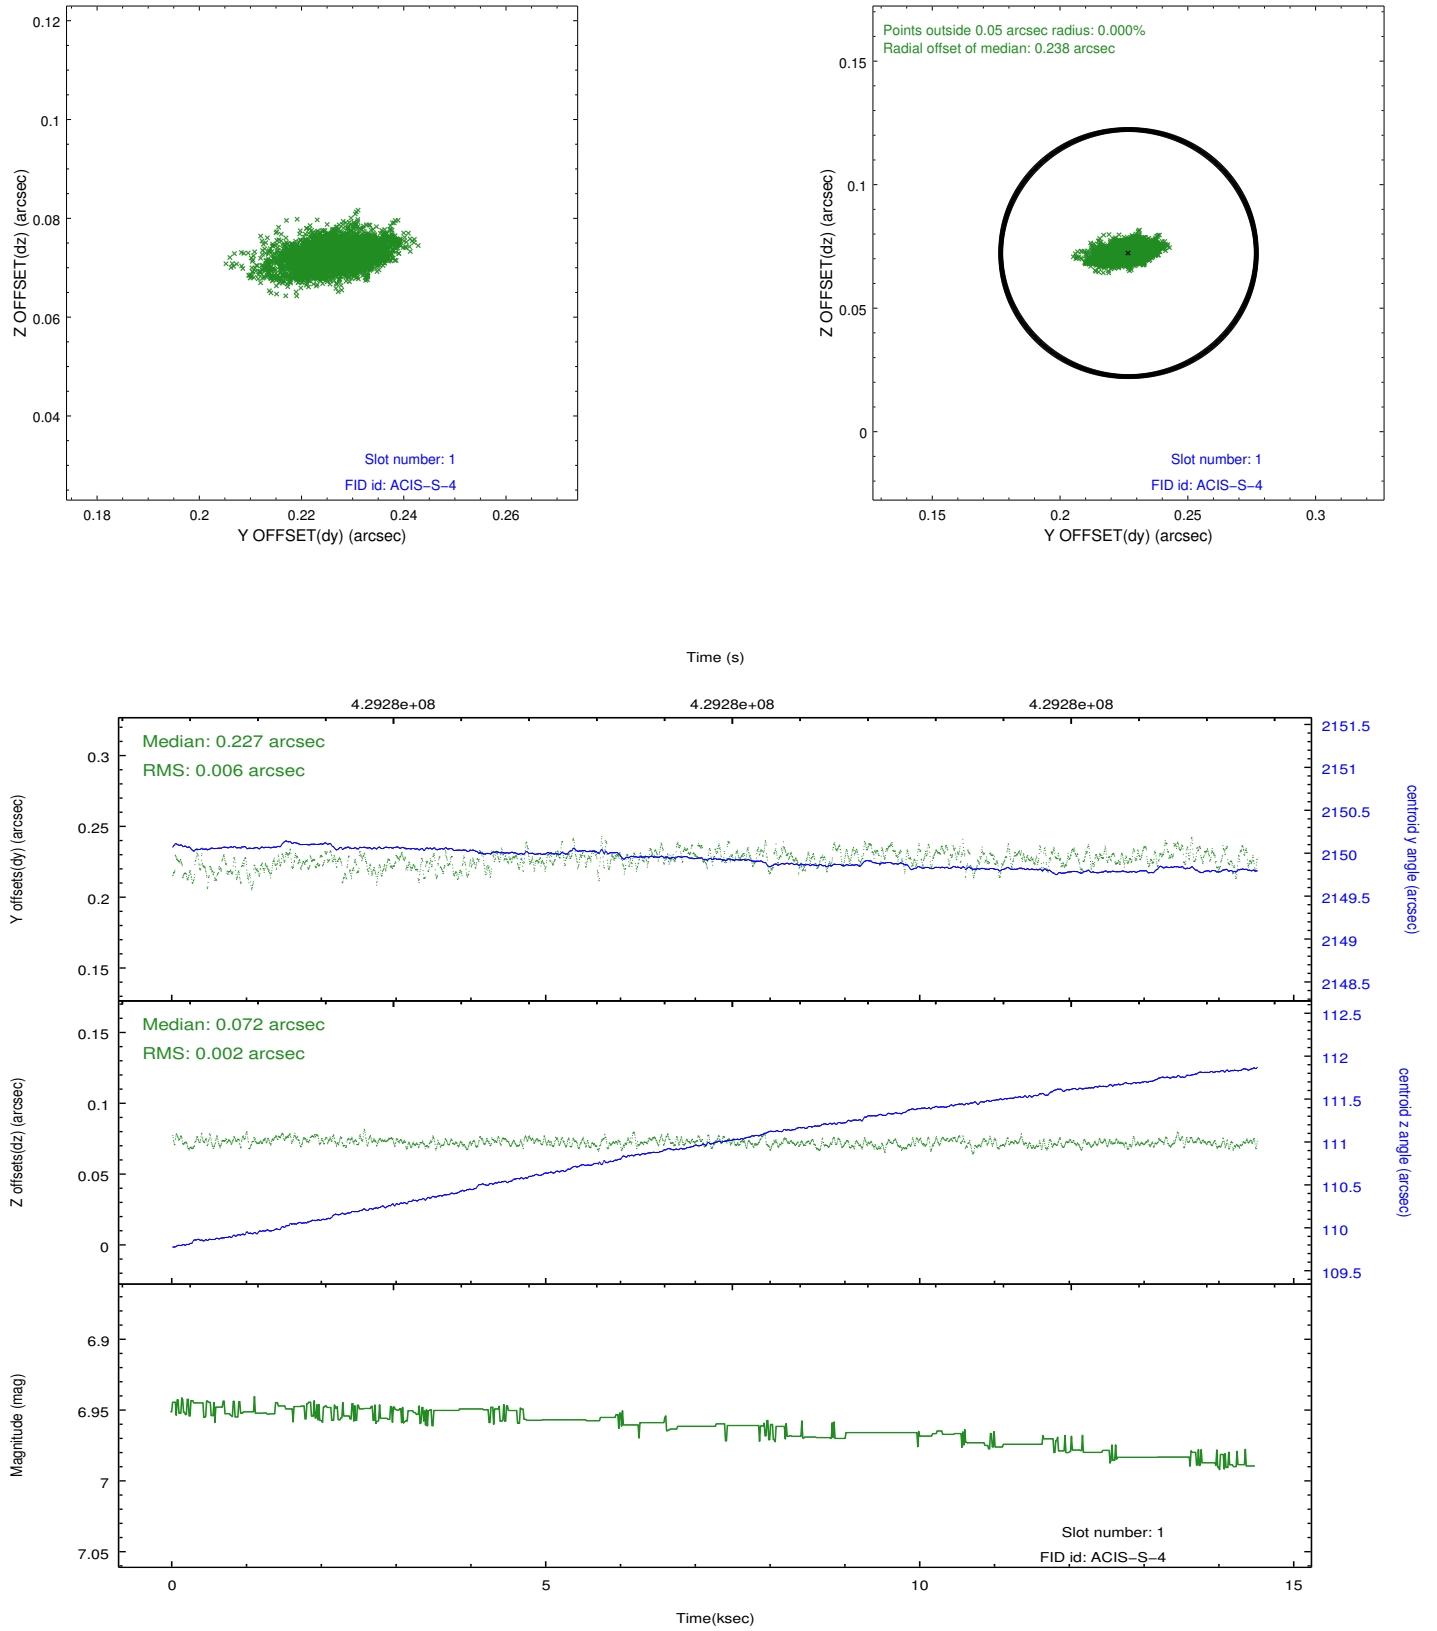 0.12
0.1
0.08
0.06
0.04
Z OFFSET(dz) (arcsec)
Slot number: 1
FID id: ACIS−S−4
0.18 0.2 0.22 0.24 0.26
Y OFFSET(dy) (arcsec)
Points outside 0.05 arcsec radius: 0.000%
Radial offset of median: 0.238 arcsec
0.15
0.1
0.05
0
Z OFFSET(dz) (arcsec)
Slot number: 1
FID id: ACIS−S−4
0.15 0.2 0.25 0.3
Y OFFSET(dy) (arcsec)
Time (s)
4.2928e+08 4.2928e+08 4.2928e+08
Median: 0.227 arcsec
RMS: 0.006 arcsec
0.3
0.25
0.2
0.15
Y offsets(dy) (arcsec)
2151.5
2151
2150.5
2150
2149.5
2149
2148.5
centroid y angle (arcsec)
Median: 0.072 arcsec
RMS: 0.002 arcsec
0.15
0.1
0.05
0
Z offsets(dz) (arcsec)
112.5
112
111.5
111
110.5
110
109.5
centroid z angle (arcsec)
6.9
6.95
7
7.05
Magnitude (mag)
Slot number: 1
FID id: ACIS−S−4
0 5 10 15
Time(ksec)